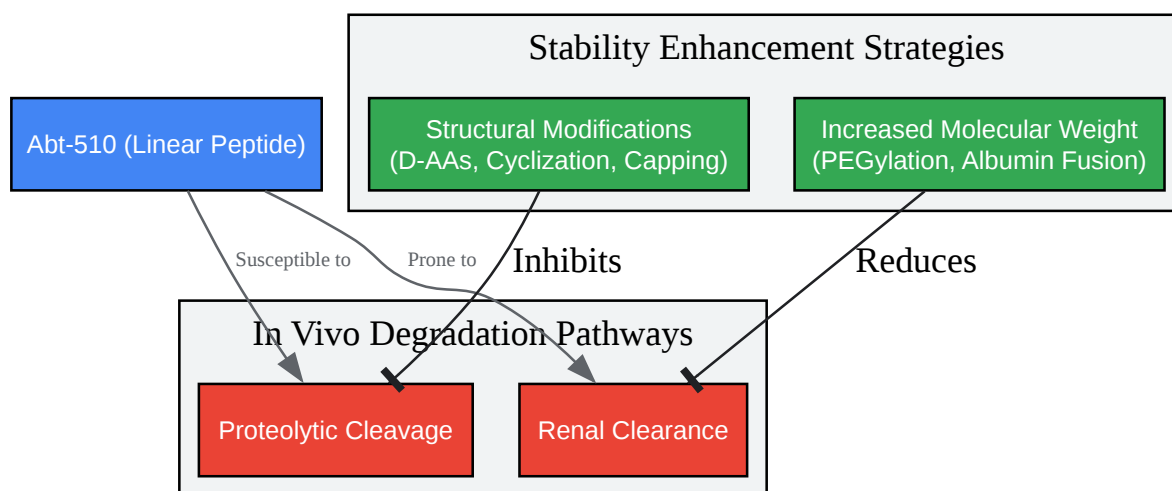 Stability Enhancement Strategies
Abt-510 (Linear Peptide)
Structural Modifications
(D-AAs, Cyclization, Capping)
Increased Molecular Weight
(PEGylation, Albumin Fusion)
Susceptible to
Prone to
Inhibits
Reduces
In Vivo Degradation Pathways
Proteolytic Cleavage
Renal Clearance